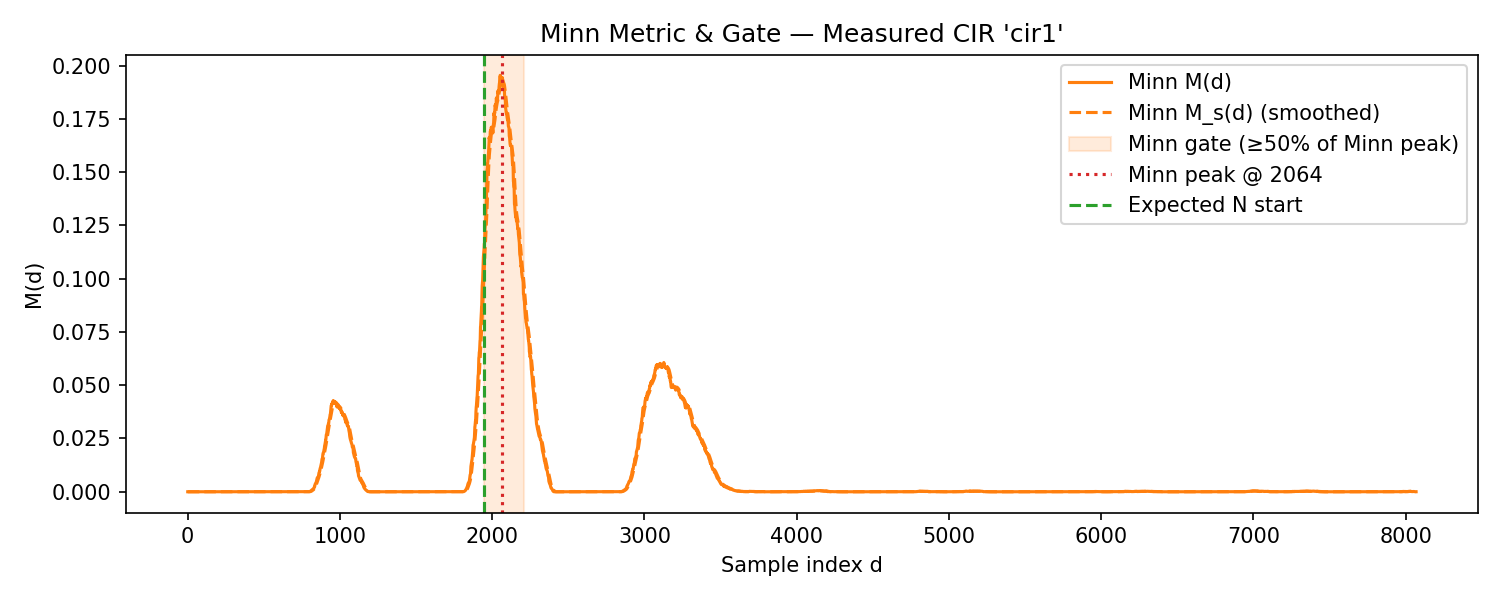 Minn Metric & Gate — Measured CIR 'cir1'
Minn M(d)
Minn M_s(d) (smoothed)
Minn gate (≥50% of Minn peak)
Minn peak @ 2064
Expected N start
M(d)
0.200
0.175
0.150
0.125
0.100
0.075
0.050
0.025
0.000
0 1000 2000 3000 4000 5000 6000 7000 8000
Sample index d